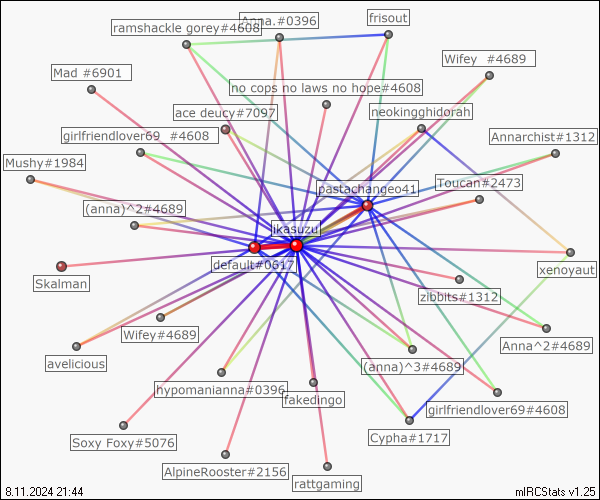 ramshackle gorey#4608
Anna.#0396
frisout
Wifey_ #4689
Mad #6901
no cops no laws no hope#4608
ace deucy#7097
neokingghidorah
girlfriendlover69 #4608
Annarchist#1312
Mushy#1984
pastachangeo41
Toucan#2473
(anna)^2#4689
ikasuzu
default#0617
xenoyaut
Skalman
zibbits#1312
Wifey#4689
Anna^2#4689
avelicious
(anna)^3#4689
hypomanianna#0396
fakedingo
girlfriendlover69#4608
Soxy Foxy#5076
Cypha#1717
AlpineRooster#2156
rattgaming
8.11.2024 21:44
mIRCStats v1.25